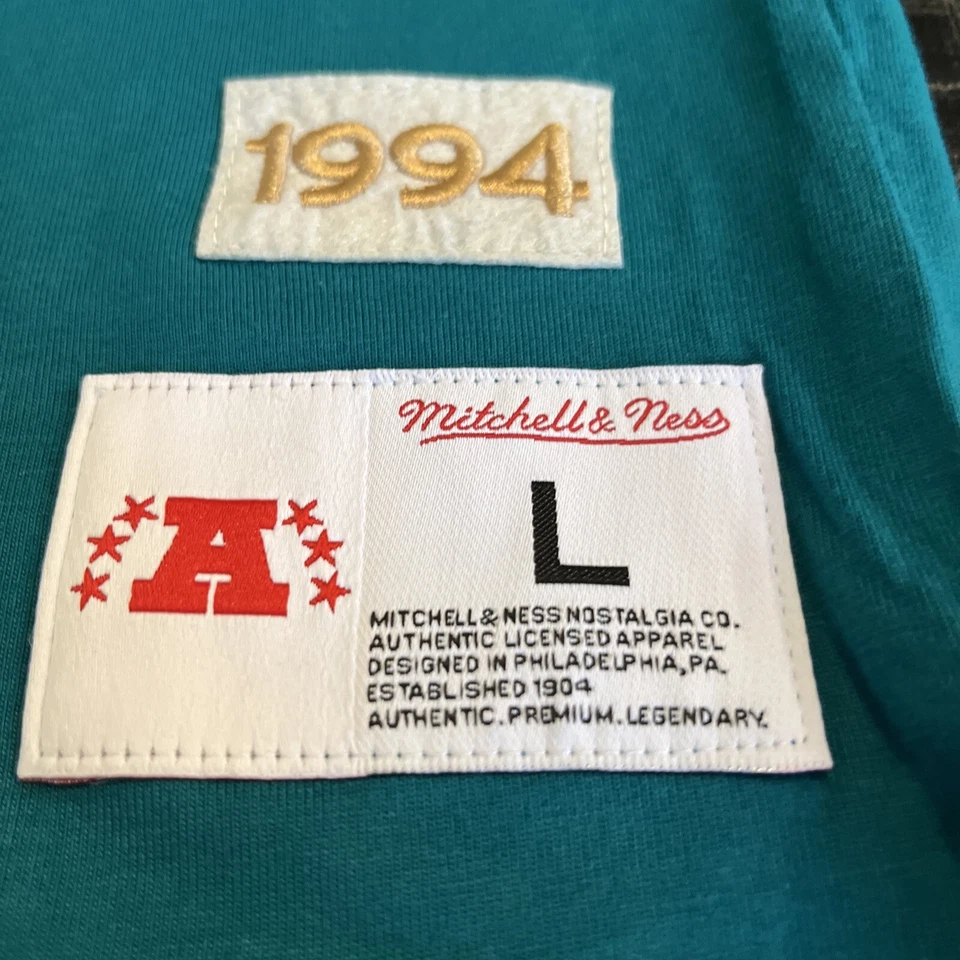 1994
Mitchell & Ness
A
L
MITCHELL & NESS NOSTALGIA CO.
AUTHENTIC LICENSED APPAREL
DESIGNED IN PHILADELPHIA, PA.
ESTABLISHED 1904
AUTHENTIC. PREMIUM. LEGENDARY.